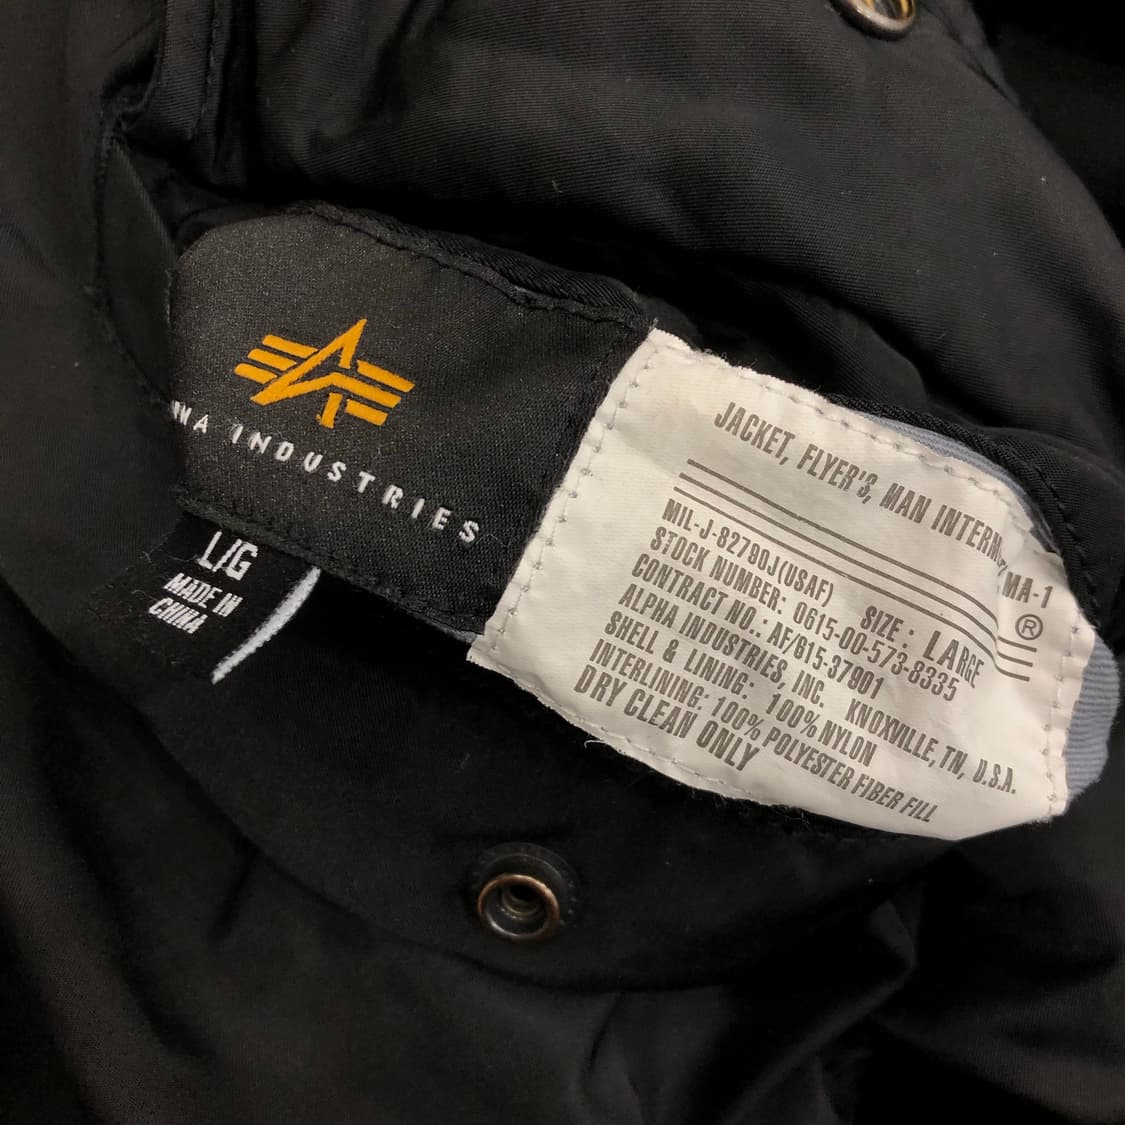 INDUSTRIES
L/G
MADE IN
CHINA
JACKET, FLYER'S, MAN INTERM. MA-1
®
MIL-J-82790J(USAF) SIZE: LARGE
STOCK NUMBER: 0615-00-573-8335
CONTRACT NO.: AF/815-37901
ALPHA INDUSTRIES, INC. KNOXVILLE, TN, U.S.A.
SHELL & LINING: 100% NYLON
INTERLINING: 100% POLYESTER FIBER FILL
DRY CLEAN ONLY